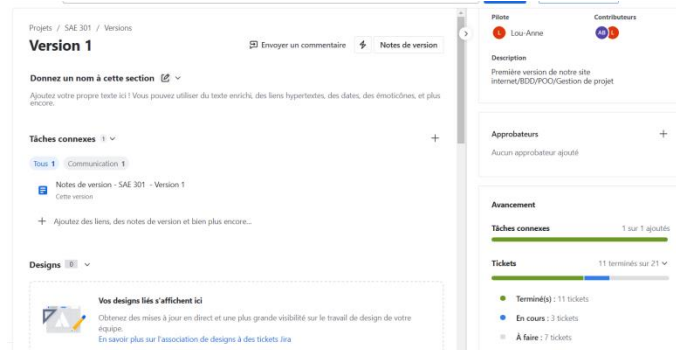 Projets / SAE 301 / Versions
Version 1
Envoyer un commentaire
Notes de version
Donnez un nom à cette section
Ajoutez votre propre texte ici ! Vous pouvez utiliser du texte enrichi, des liens hypertextes, des dates, des émoticônes, et plus
encore.
Tâches connexes 1
Tous 1 Communication 1
Notes de version - SAE 301 - Version 1
Cette version
Ajoutez des liens, des notes de version et bien plus encore...
Designs 0
Vos designs liés s'affichent ici
Obtenez des mises à jour en direct et une plus grande visibilité sur le travail de design de votre
équipe.
En savoir plus sur l'association de designs à des tickets Jira
Pilote Contributeurs
L Lou-Anne AB L
Description
Première version de notre site
internet/BDD/POO/Gestion de projet
Approbateurs
Aucun approbateur ajouté
Avancement
Tâches connexes 1 sur 1 ajoutés
Tickets 11 terminés sur 21
Terminé(s) : 11 tickets
En cours : 3 tickets
À faire : 7 tickets